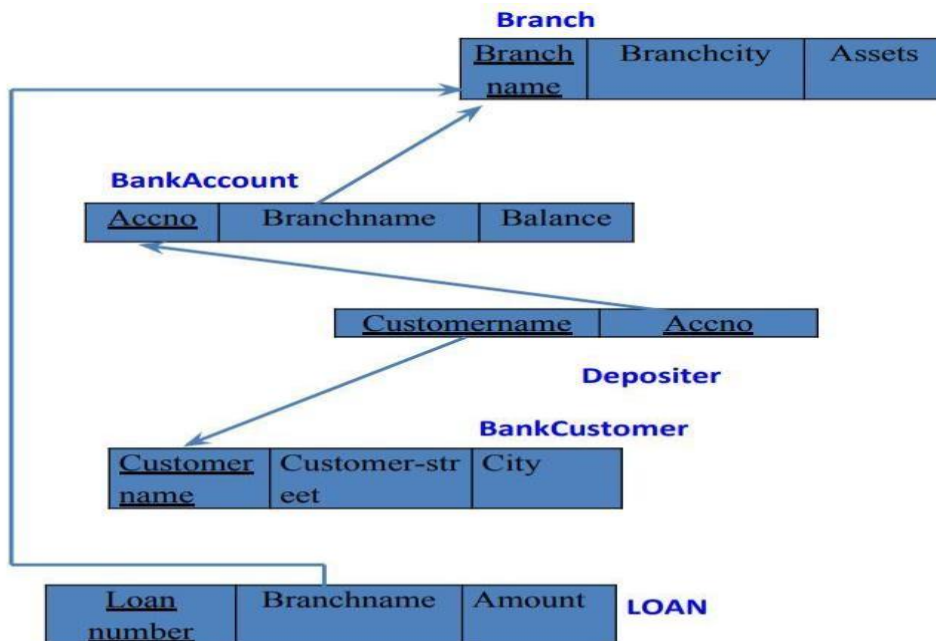 Branch
Branch Branchcity Assets
name
BankAccount
Accno Branchname Balance
Customername Accno
Depositer
BankCustomer
Customer Customer-str City
name eet
Loan Branchname Amount LOAN
number